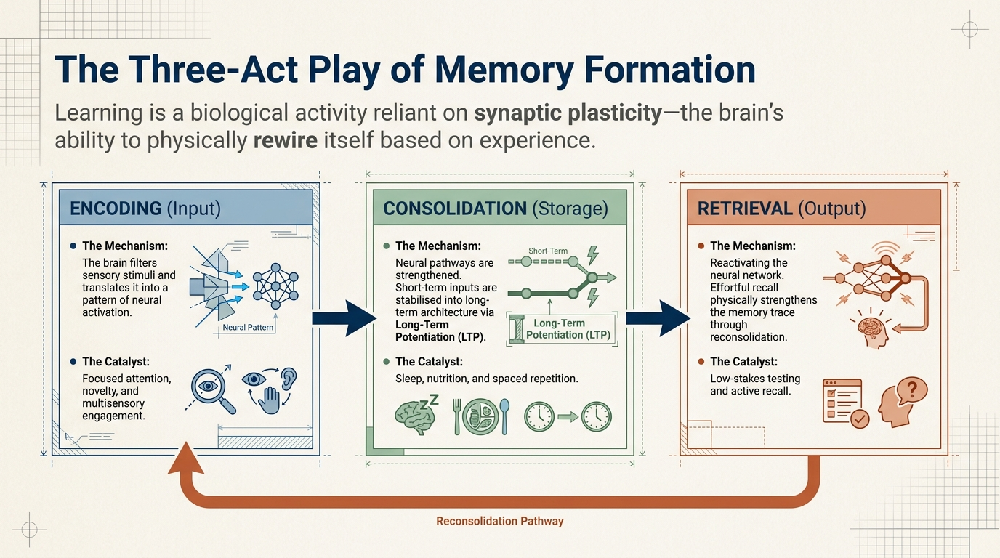 The Three-Act Play of Memory Formation
Learning is a biological activity reliant on synaptic plasticity—the brain's
ability to physically rewire itself based on experience.
ENCODING (Input)
The Mechanism:
The brain filters
sensory stimuli and
translates it into a
pattern of neural
activation.
Neural Pattern
The Catalyst:
Focused attention,
novelty, and
multisensory
engagement.
CONSOLIDATION (Storage)
The Mechanism:
Neural pathways are
strengthened.
Short-term inputs are
stabilised into long-
term architecture via
Long-Term
Potentiation (LTP).
Short-Term
Long-Term
Potentiation (LTP)
The Catalyst:
Sleep, nutrition, and spaced repetition.
z Z
RETRIEVAL (Output)
The Mechanism:
Reactivating the
neural network.
Effortful recall
physically strengthens
the memory trace
through
reconsolidation.
The Catalyst:
Low-stakes testing
and active recall.
?
Reconsolidation Pathway